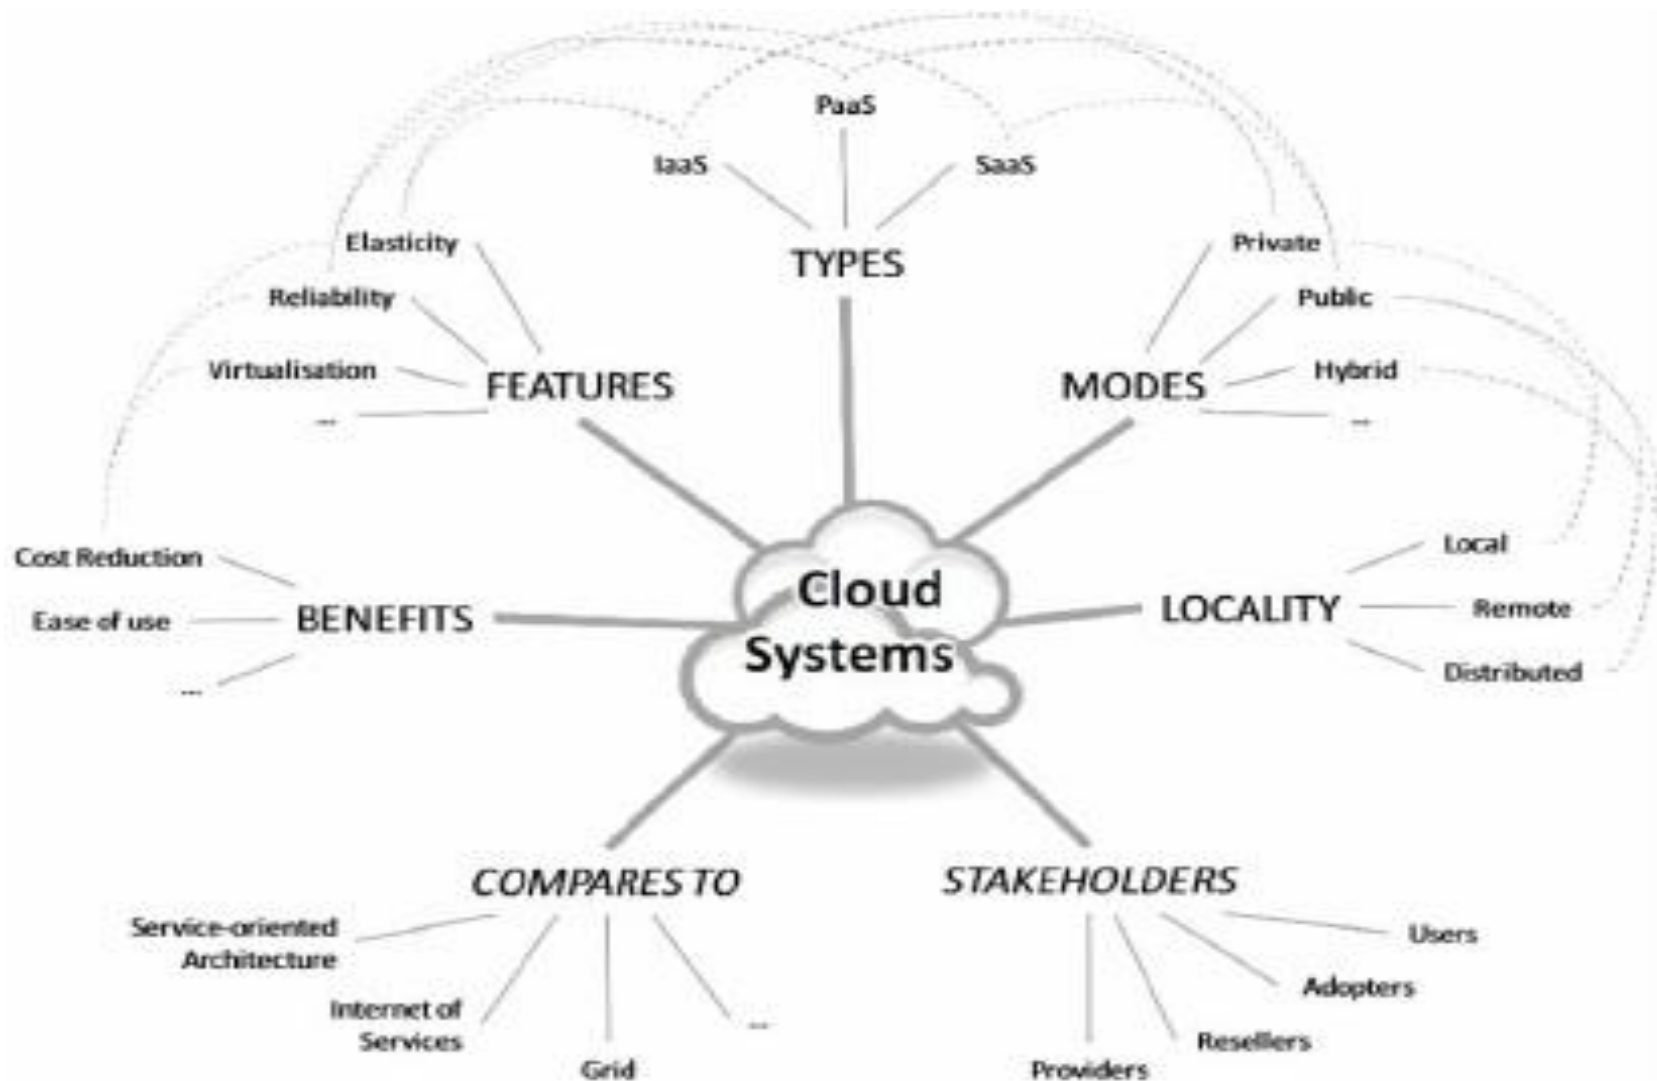 PaaS
IaaS
SaaS
TYPES
Elasticity
Reliability
Virtualisation
...
FEATURES
Private
Public
Hybrid
...
MODES
Cost Reduction
Ease of use
...
BENEFITS
Cloud
Systems
Local
Remote
Distributed
LOCALITY
COMPARES TO
Service-oriented
Architecture
Internet of
Services
Grid
...
STAKEHOLDERS
Users
Adopters
Resellers
Providers